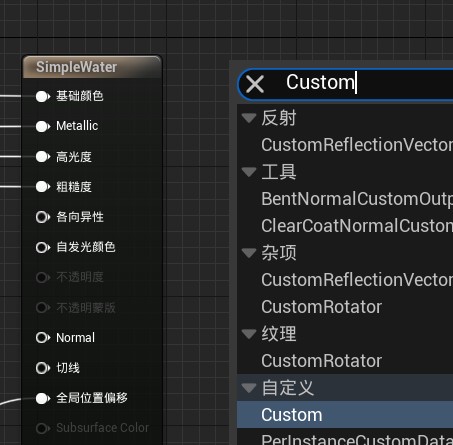 SimpleWater
基础颜色
Metallic
高光度
粗糙度
各向异性
自发光颜色
不透明度
不透明蒙版
Normal
切线
全局位置偏移
Subsurface Color
Custom
反射
CustomReflectionVector
工具
BentNormalCustomOutp
ClearCoatNormalCustom
杂项
CustomReflectionVector
CustomRotator
纹理
CustomRotator
自定义
Custom
PerInstanceCustomData